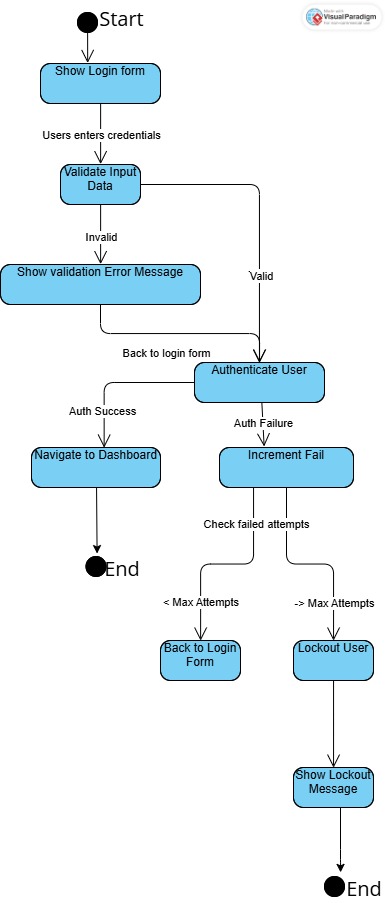 Start
Made with
VisualParadigm
For non-commercial use
Show Login form
Users enters credentials
Validate Input
Data
Invalid
Show validation Error Message
Valid
Back to login form
Authenticate User
Auth Success
Auth Failure
Navigate to Dashboard
Increment Fail
Check failed attempts
End
< Max Attempts
-> Max Attempts
Back to Login
Form
Lockout User
Show Lockout
Message
End